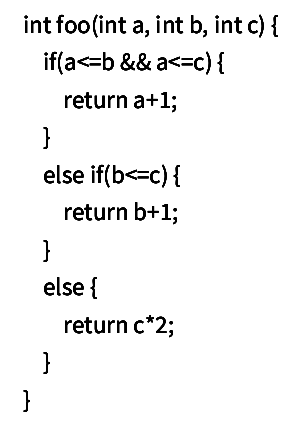 int foo(int a, int b, int c) {
if(a<=b && a<=c) {
return a+1;
}
else if(b<=c) {
return b+1;
}
else {
return c*2;
}
}